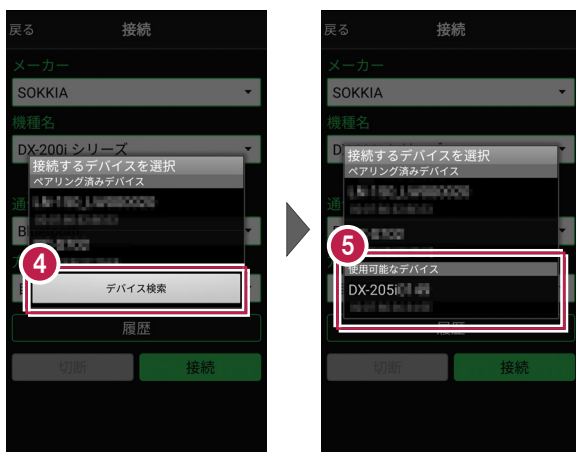 戻る 接続
メーカー
SOKKIA
機種名
DX-200i シリーズ
接続するデバイスを選択
ペアリング済みデバイス
通
B
4
デバイス検索
履歴
切断 接続
戻る 接続
メーカー
SOKKIA
機種名
D
接続するデバイスを選択
ペアリング済みデバイス
通
5
使用可能なデバイス
DX-205i
履歴
切断 接続